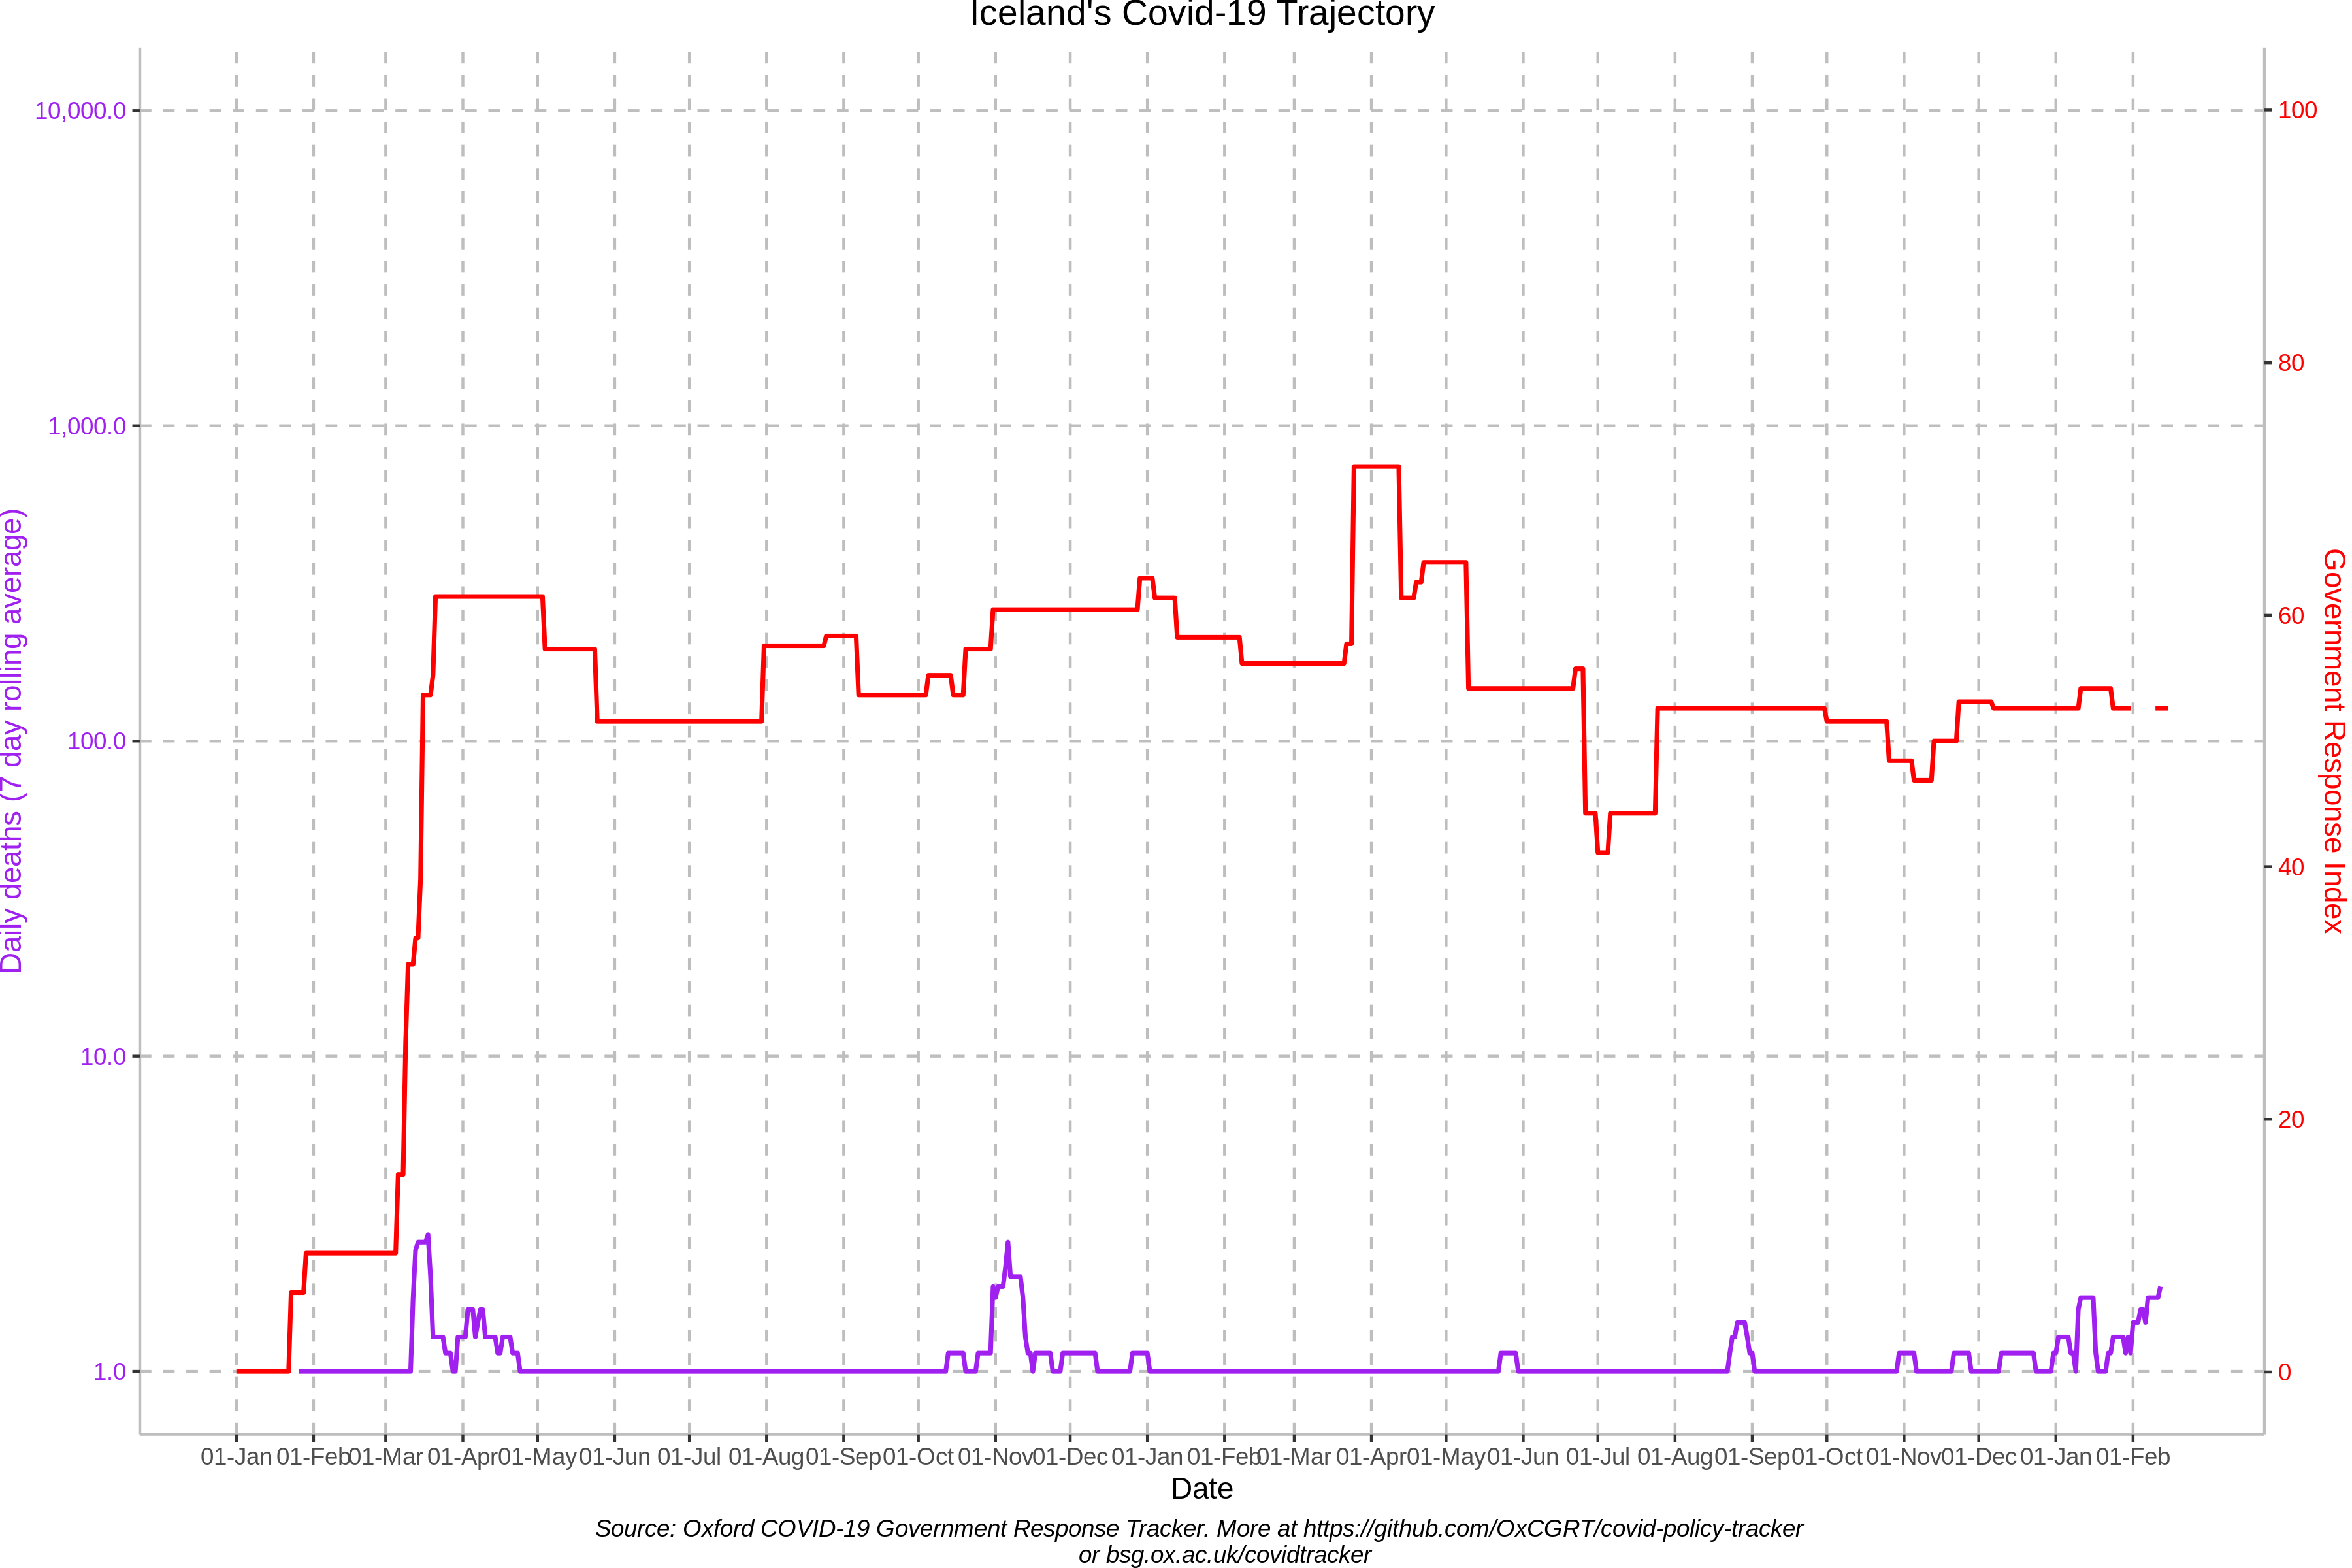 Iceland's Covid-19 Trajectory
10,000.0
1,000.0
100.0
10.0
1.0
Daily deaths (7 day rolling average)
100
80
60
40
20
0
Government Response Index
01-Jan 01-Feb 01-Mar 01-Apr 01-May 01-Jun 01-Jul 01-Aug 01-Sep 01-Oct 01-Nov 01-Dec 01-Jan 01-Feb 01-Mar 01-Apr 01-May 01-Jun 01-Jul 01-Aug 01-Sep 01-Oct 01-Nov 01-Dec 01-Jan 01-Feb
Date
Source: Oxford COVID-19 Government Response Tracker. More at https://github.com/OxCGRT/covid-policy-tracker
or bsg.ox.ac.uk/covidtracker